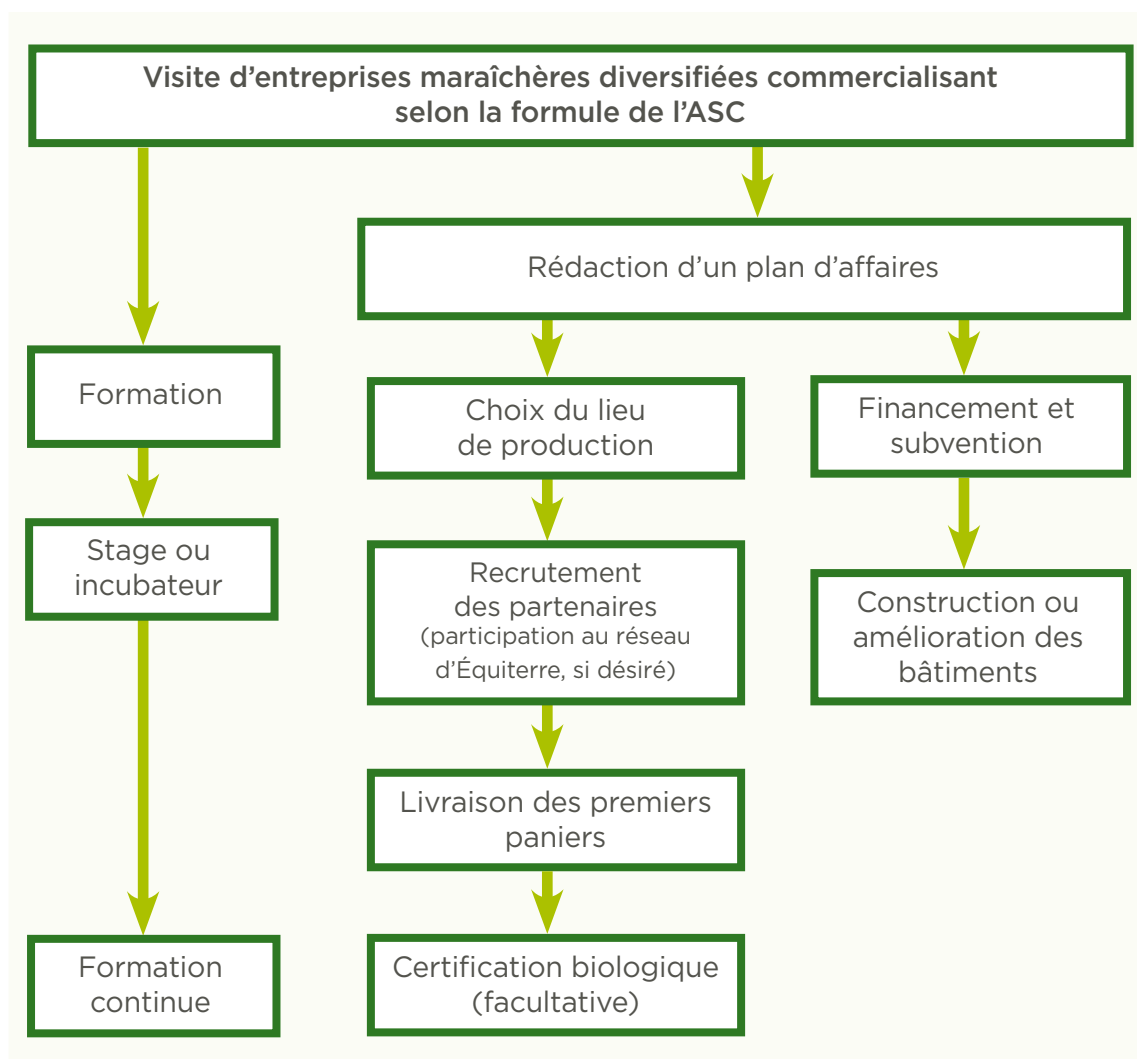 Visite d’entreprises maraîchères diversifiées commercialisant
selon la formule de l’ASC
Rédaction d’un plan d’affaires
Formation
Choix du lieu
de production
Financement et
subvention
Stage ou
incubateur
Recrutement
des partenaires
(participation au réseau
d’Équiterre, si désiré)
Construction ou
amélioration des
bâtiments
Livraison des premiers
paniers
Formation
continue
Certification biologique
(facultative)